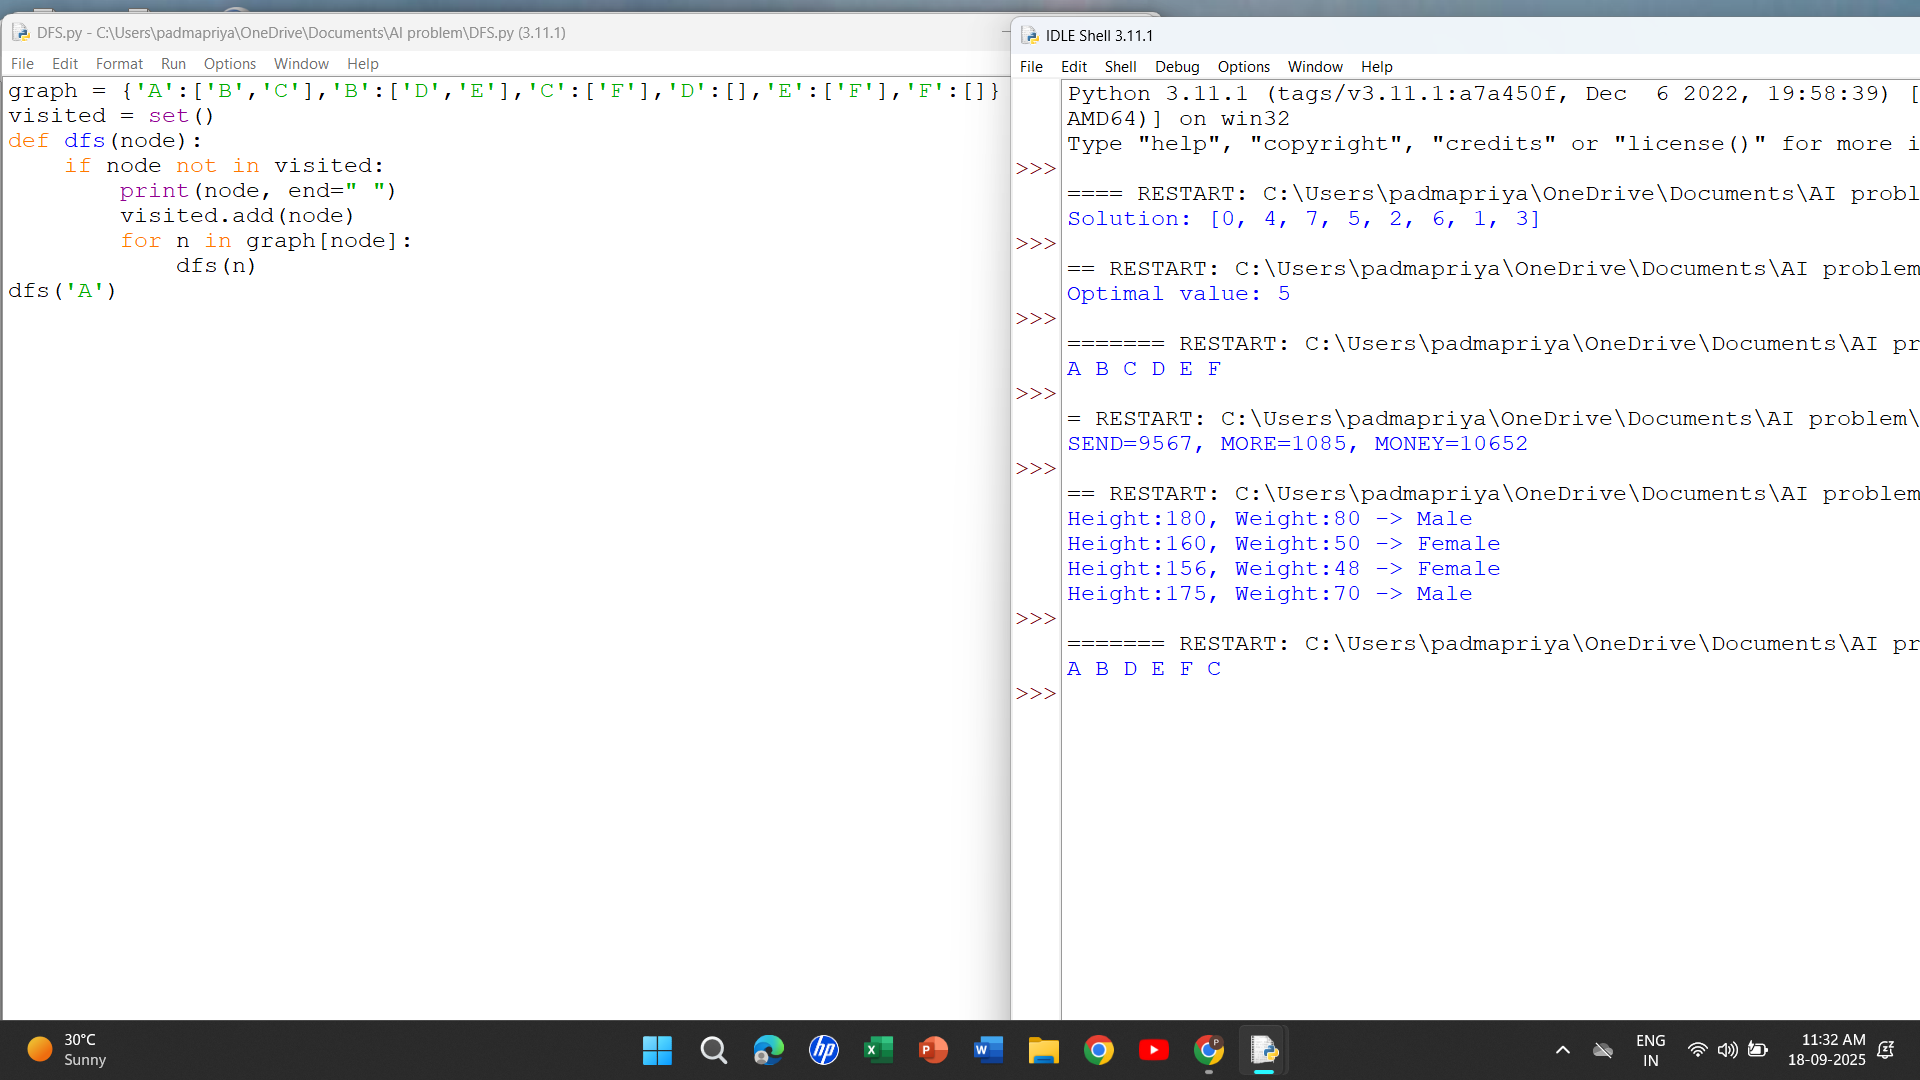 DFS.py - C:\Users\padmapriya\OneDrive\Documents\AI problem\DFS.py (3.11.1)
File Edit Format Run Options Window Help
graph = {'A':['B','C'],'B':['D','E'],'C':['F'],'D':[],'E':['F'],'F':[]}
visited = set()
def dfs(node):
    if node not in visited:
        print(node, end=" ")
        visited.add(node)
        for n in graph[node]:
            dfs(n)
dfs('A')
IDLE Shell 3.11.1
File Edit Shell Debug Options Window Help
Python 3.11.1 (tags/v3.11.1:a7a450f, Dec  6 2022, 19:58:39) [
AMD64)] on win32
Type "help", "copyright", "credits" or "license()" for more i
>>>
==== RESTART: C:\Users\padmapriya\OneDrive\Documents\AI probl
Solution: [0, 4, 7, 5, 2, 6, 1, 3]
>>>
== RESTART: C:\Users\padmapriya\OneDrive\Documents\AI problem
Optimal value: 5
>>>
======= RESTART: C:\Users\padmapriya\OneDrive\Documents\AI pr
A B C D E F
>>>
= RESTART: C:\Users\padmapriya\OneDrive\Documents\AI problem\
SEND=9567, MORE=1085, MONEY=10652
>>>
== RESTART: C:\Users\padmapriya\OneDrive\Documents\AI problem
Height:180, Weight:80 -> Male
Height:160, Weight:50 -> Female
Height:156, Weight:48 -> Female
Height:175, Weight:70 -> Male
>>>
======= RESTART: C:\Users\padmapriya\OneDrive\Documents\AI pr
A B D E F C
>>>
30°C
Sunny
ENG
IN
11:32 AM
18-09-2025